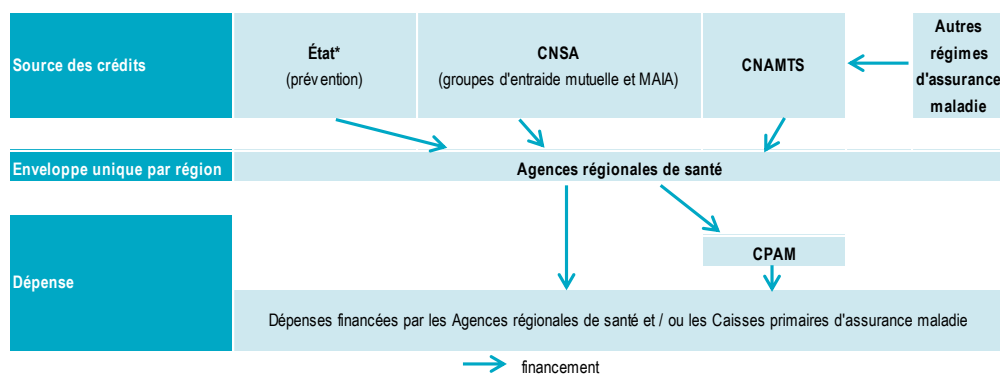 Source des crédits
État*
(prévention)
CNSA
(groupes d'entraide mutuelle et MAIA)
CNAMTS
Autres
régimes
d'assurance
maladie
Enveloppe unique par région
Agences régionales de santé
Dépense
CPAM
Dépenses financées par les Agences régionales de santé et / ou les Caisses primaires d'assurance maladie
financement